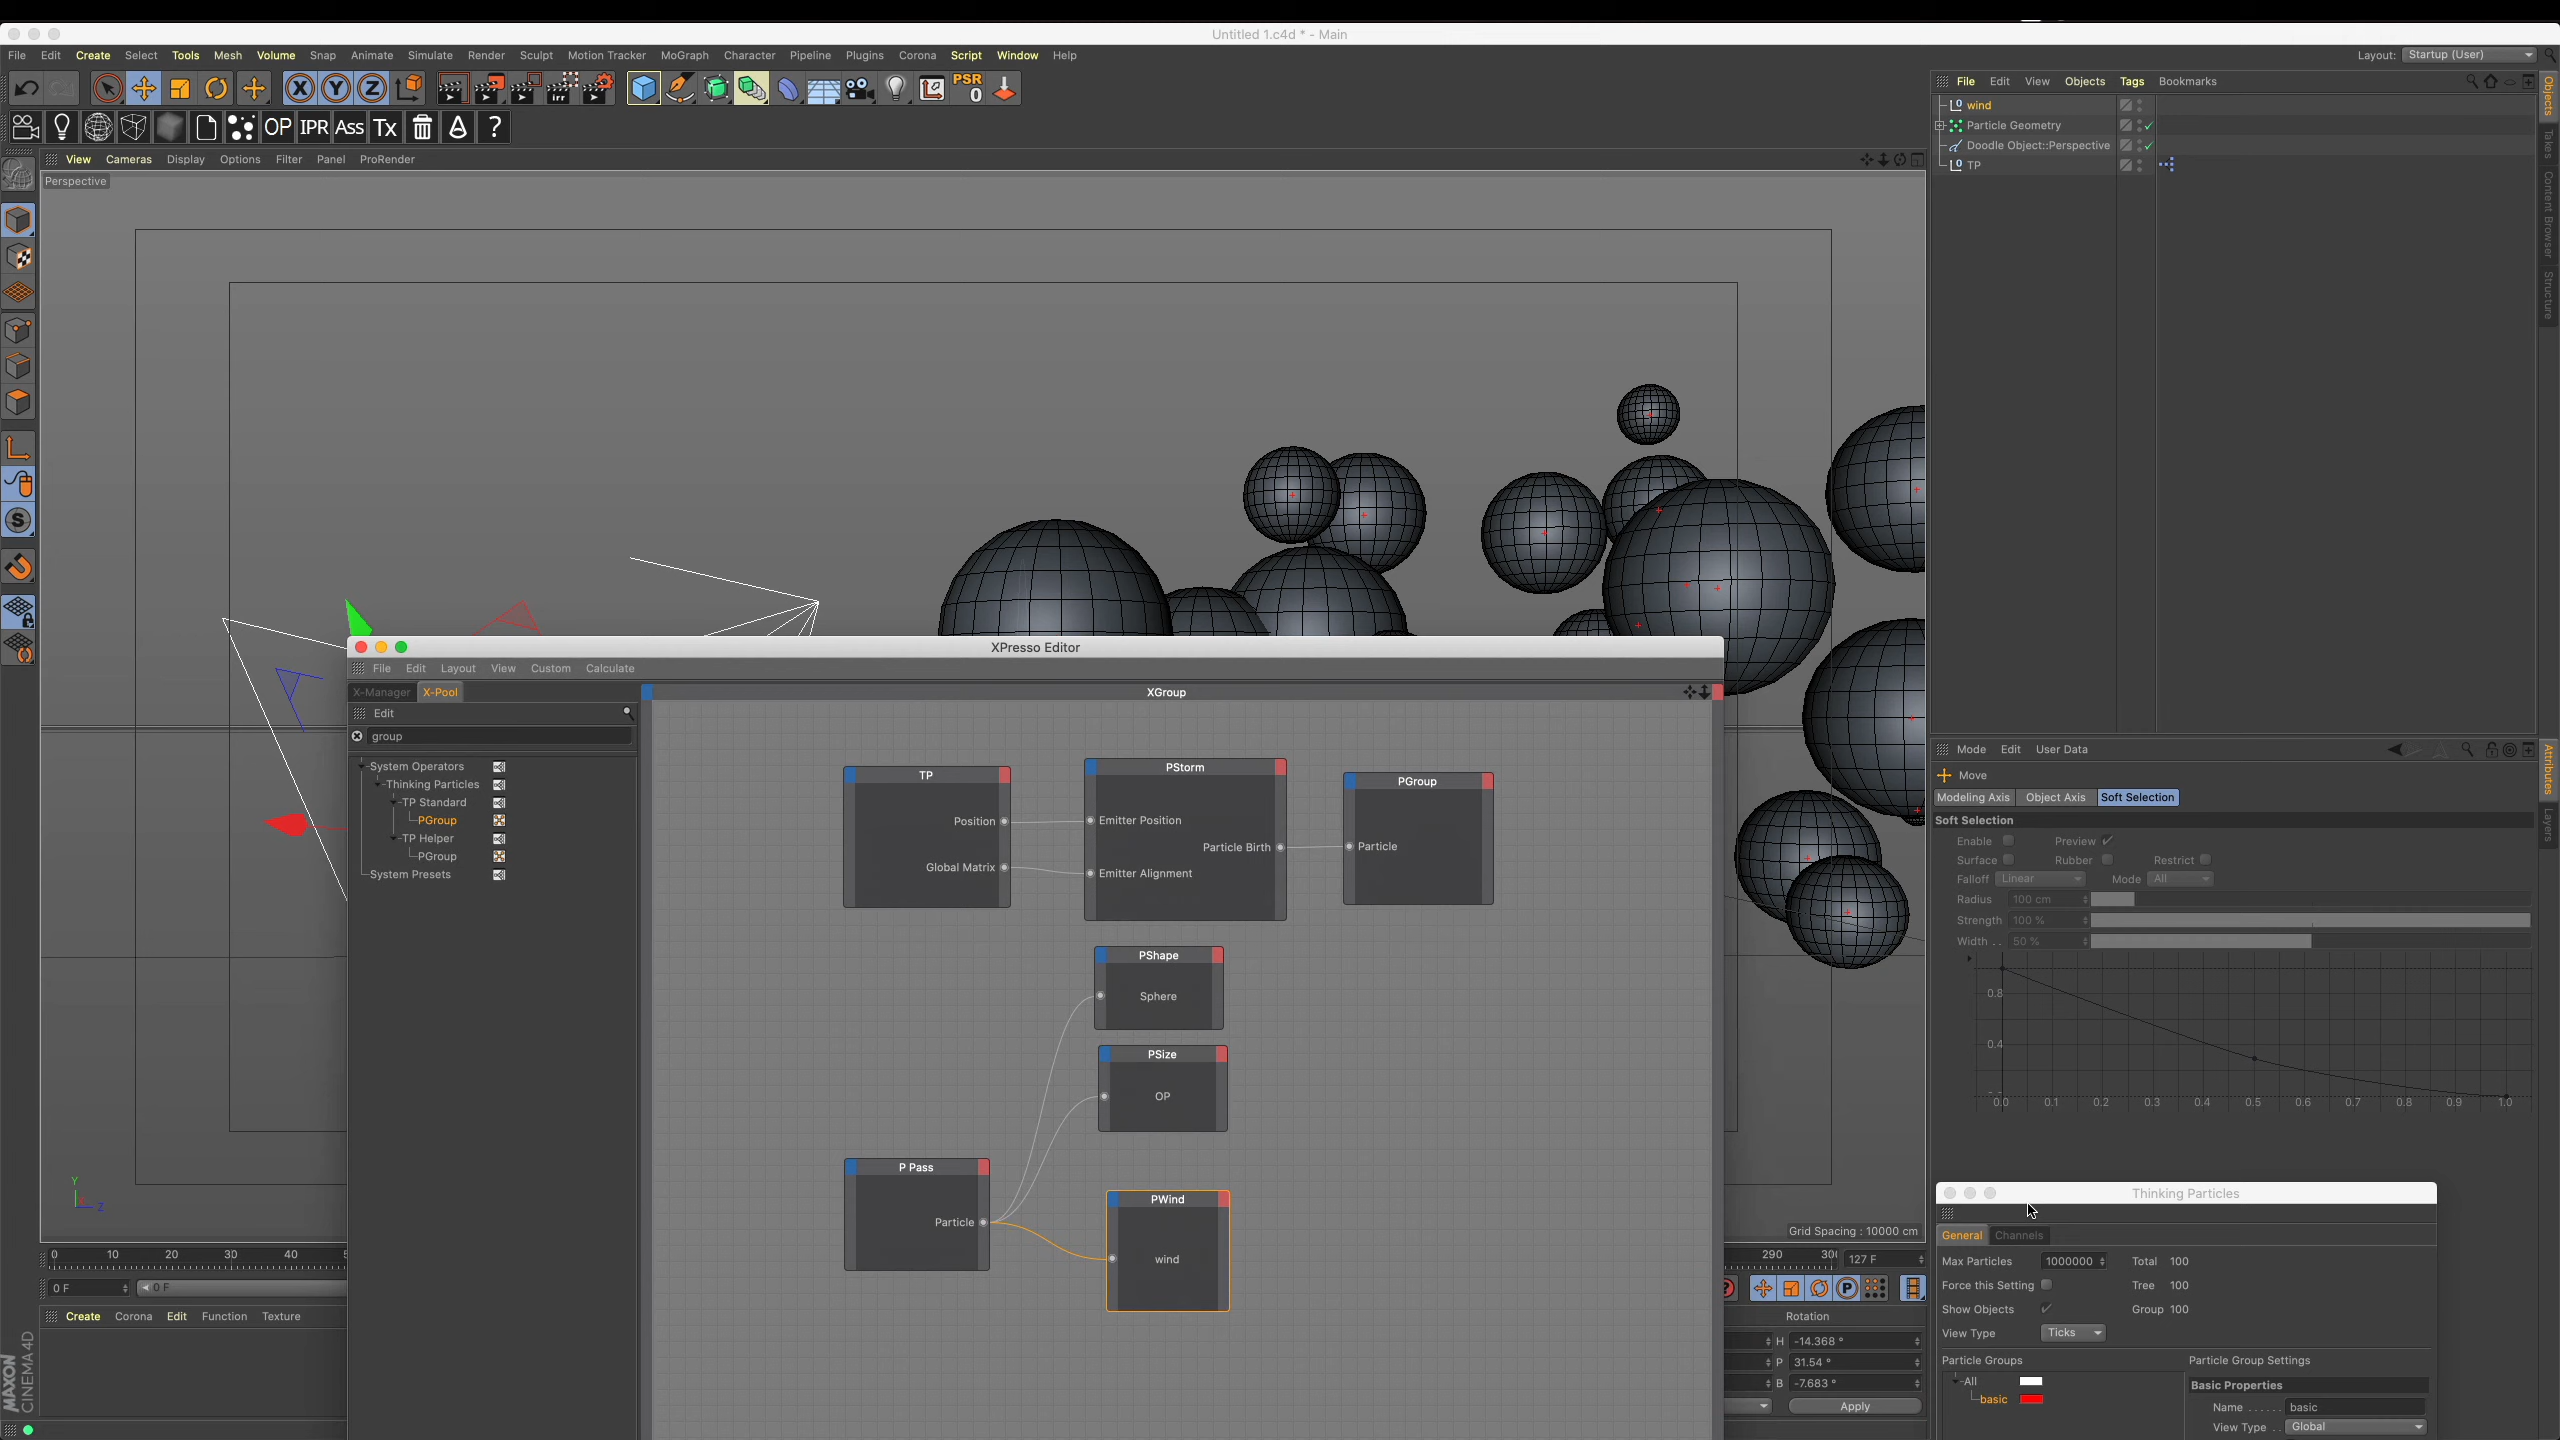 Untitled 1.c4d * - Main
File Edit Create Select Tools Mesh Volume Snap Animate Simulate Render Sculpt Motion Tracker MoGraph Character Pipeline Plugins Corona Script Window Help
Layout: Startup (User)
X Y Z PSR 0
OP IPR Ass Tx ?
File Edit View Objects Tags Bookmarks
wind
Particle Geometry
Doodle Object::Perspective
TP
Objects
Takes
Content Browser
Structure
View Cameras Display Options Filter Panel ProRender
Perspective
XPresso Editor
File Edit Layout View Custom Calculate
X-Manager X-Pool
XGroup
Edit
group
System Operators
Thinking Particles
TP Standard
PGroup
TP Helper
PGroup
System Presets
TP
Position
Global Matrix
PStorm
Emitter Position
Particle Birth
Emitter Alignment
PGroup
Particle
PShape
Sphere
PSize
OP
P Pass
Particle
PWind
wind
Y
Z
Grid Spacing : 10000 cm
0 10 20 30 40
290
127 F
0 F
0 F
Create Corona Edit Function Texture
MAXON
CINEMA 4D
Rotation
H -14.368 °
P 31.54 °
B -7.683 °
Apply
Mode Edit User Data
Move
Modeling Axis Object Axis Soft Selection
Soft Selection
Enable Preview
Surface Rubber Restrict
Falloff Linear Mode All
Radius 100 cm
Strength 100 %
Width . . 50 %
0.8
0.4
0.0 0.1 0.2 0.3 0.4 0.5 0.6 0.7 0.8 0.9 1.0
Attributes
Layers
Thinking Particles
General Channels
Max Particles 1000000 Total 100
Force this Setting Tree 100
Show Objects Group 100
View Type Ticks
Particle Groups Particle Group Settings
All
basic
Basic Properties
Name . . . . . . basic
View Type . . Global